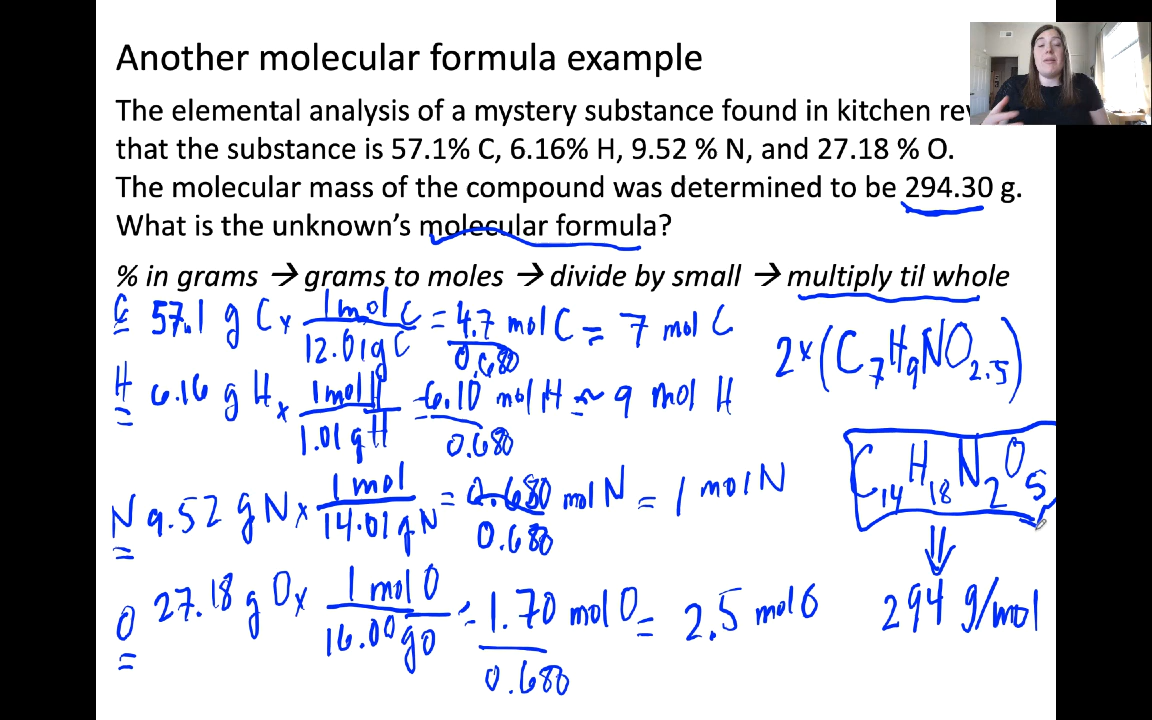 Another molecular formula example
The elemental analysis of a mystery substance found in kitchen rev
that the substance is 57.1% C, 6.16% H, 9.52 % N, and 27.18 % O.
The molecular mass of the compound was determined to be 294.30 g.
What is the unknown's molecular formula?
% in grams → grams to moles → divide by small → multiply til whole
C 57.1 g C x 1 mol C / 12.01 g C = 4.7 mol C / 0.680 = 7 mol C
2 x (C7H9NO2.5)
H 6.16 g H x 1 mol H / 1.01 g H = 6.10 mol H / 0.680 ≈ 9 mol H
C14H18N2O5
N 9.52 g N x 1 mol / 14.01 g N = 0.680 mol N / 0.680 = 1 mol N
O 27.18 g O x 1 mol O / 16.00 g O = 1.70 mol O / 0.680 = 2.5 mol O
⇓
294 g/mol